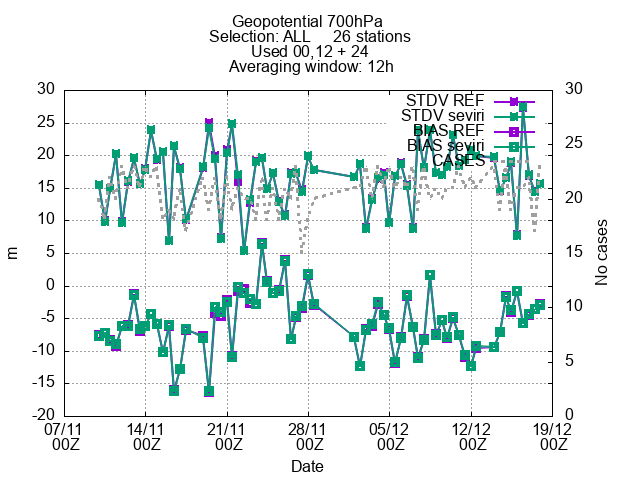 Geopotential 700hPa
Selection: ALL 26 stations
Used 00,12 + 24
Averaging window: 12h
STDV REF
STDV seviri
BIAS REF
BIAS seviri
CASES
30
25
20
15
10
5
0
-5
-10
-15
-20
m
30
25
20
15
10
5
0
No cases
07/11 14/11 21/11 28/11 05/12 12/12 19/12
00Z 00Z 00Z 00Z 00Z 00Z 00Z
Date